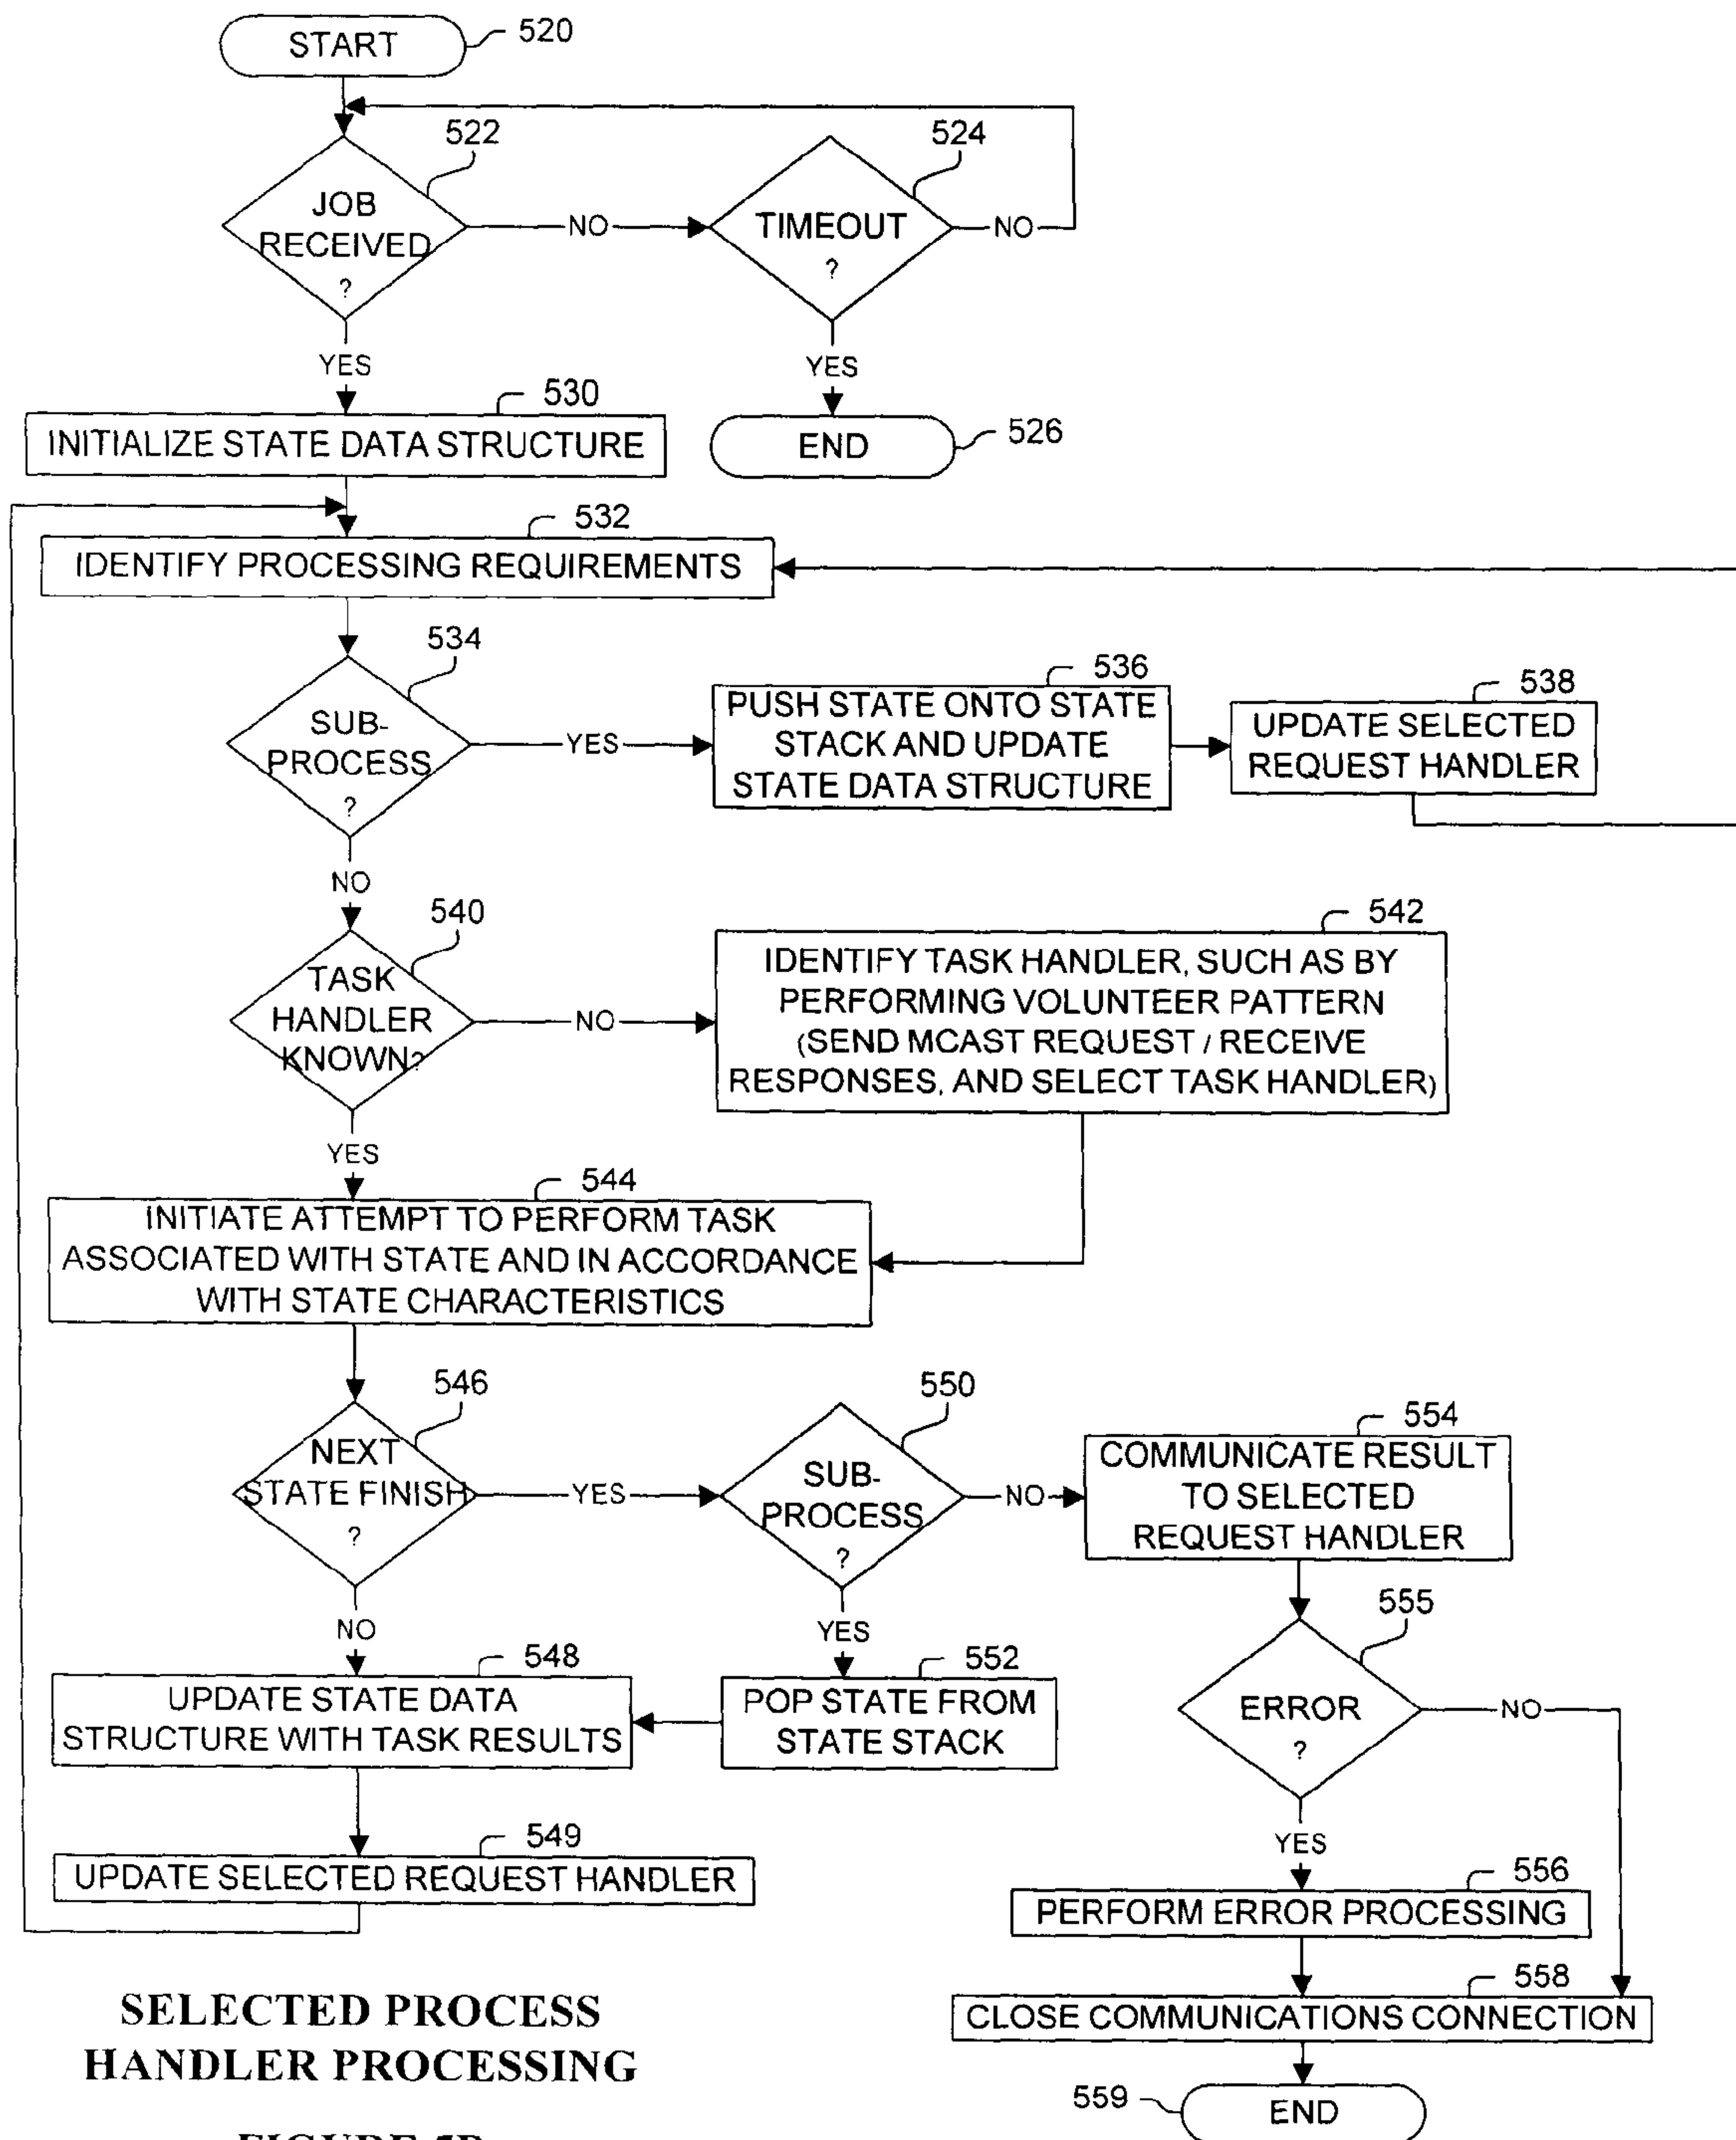 START
520
522
524
JOB
RECEIVED
?
NO
TIMEOUT
?
NO
YES
YES
530
INITIALIZE STATE DATA STRUCTURE
END
526
532
IDENTIFY PROCESSING REQUIREMENTS
534
SUB-
PROCESS
?
YES
536
PUSH STATE ONTO STATE
STACK AND UPDATE
STATE DATA STRUCTURE
538
UPDATE SELECTED
REQUEST HANDLER
NO
540
TASK
HANDLER
KNOWN?
NO
542
IDENTIFY TASK HANDLER, SUCH AS BY
PERFORMING VOLUNTEER PATTERN
(SEND MCAST REQUEST / RECEIVE
RESPONSES, AND SELECT TASK HANDLER)
YES
544
INITIATE ATTEMPT TO PERFORM TASK
ASSOCIATED WITH STATE AND IN ACCORDANCE
WITH STATE CHARACTERISTICS
546
NEXT
STATE FINISH
?
YES
550
SUB-
PROCESS
?
NO
554
COMMUNICATE RESULT
TO SELECTED
REQUEST HANDLER
NO
YES
548
UPDATE STATE DATA
STRUCTURE WITH TASK RESULTS
552
POP STATE FROM
STATE STACK
555
ERROR
?
NO
YES
549
UPDATE SELECTED REQUEST HANDLER
556
PERFORM ERROR PROCESSING
558
CLOSE COMMUNICATIONS CONNECTION
559
END
SELECTED PROCESS
HANDLER PROCESSING